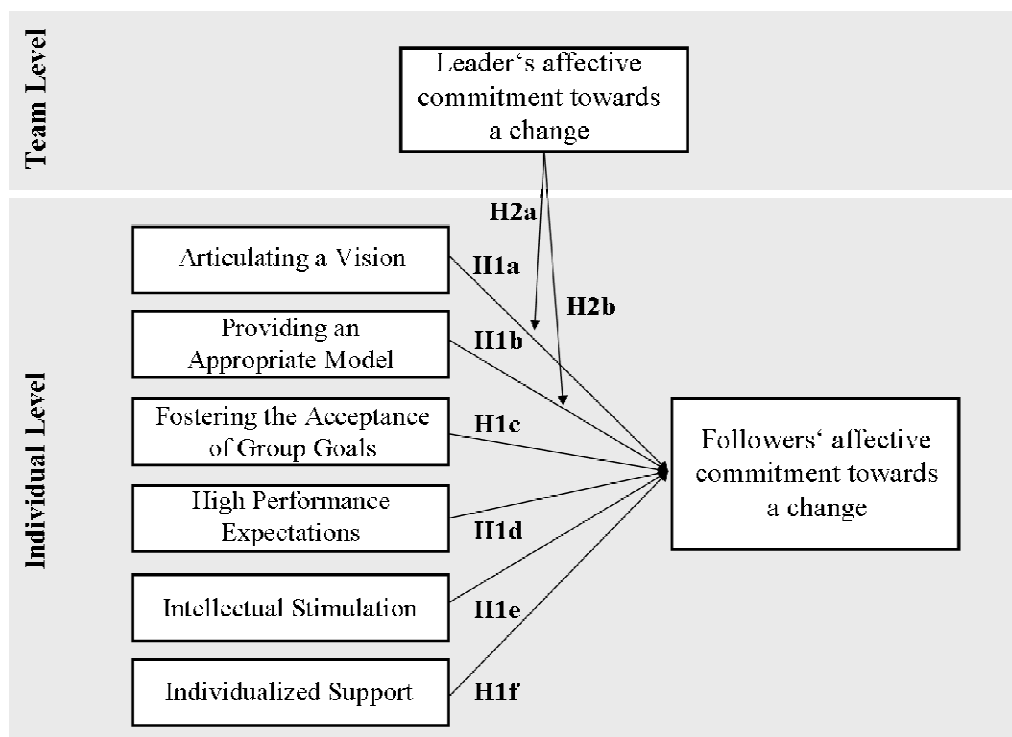 Team Level
Leader‘s affective
commitment towards
a change
H2a
Individual Level
Articulating a Vision
H1a
H2b
Providing an
Appropriate Model
H1b
Fostering the Acceptance
of Group Goals
H1c
Followers‘ affective
commitment towards
a change
High Performance
Expectations
H1d
Intellectual Stimulation
H1e
Individualized Support
H1f